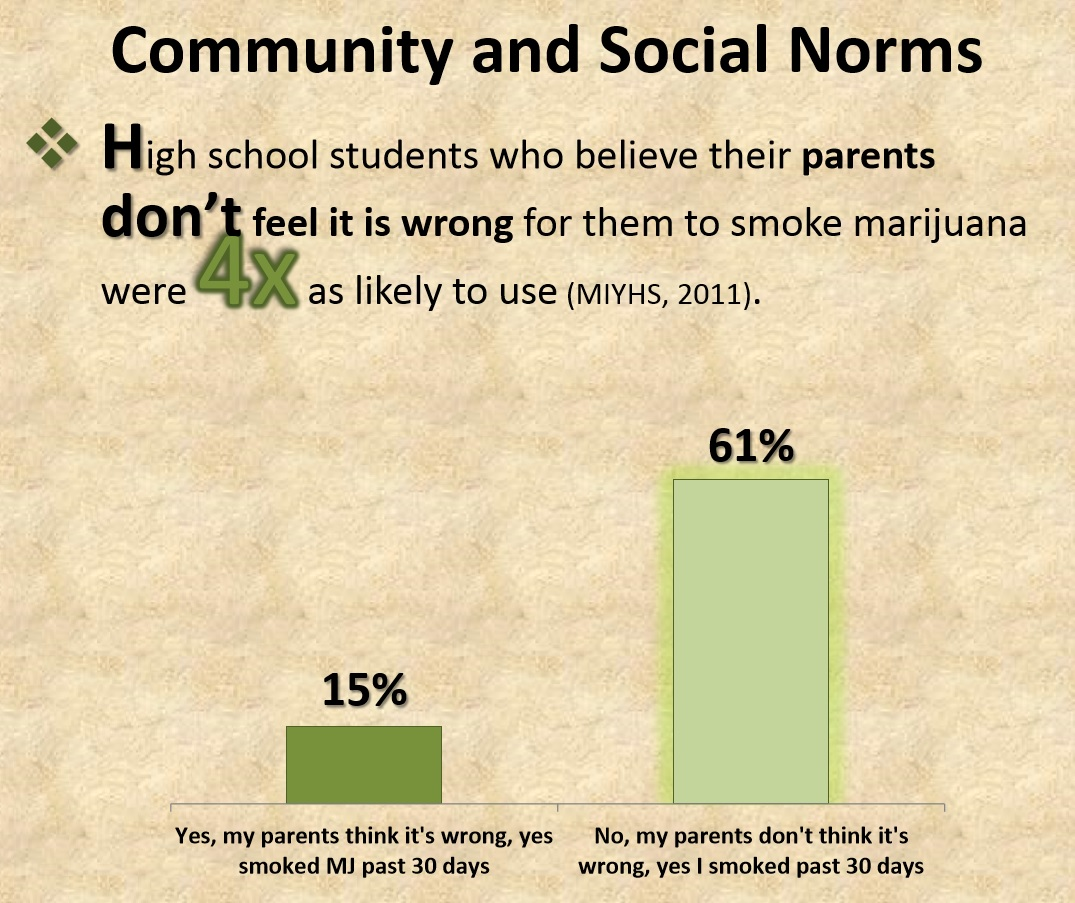 Community and Social Norms
High school students who believe their parents
don’t feel it is wrong for them to smoke marijuana
were 4x as likely to use (MIYHS, 2011).
61%
15%
Yes, my parents think it's wrong, yes
smoked MJ past 30 days
No, my parents don't think it's
wrong, yes I smoked past 30 days